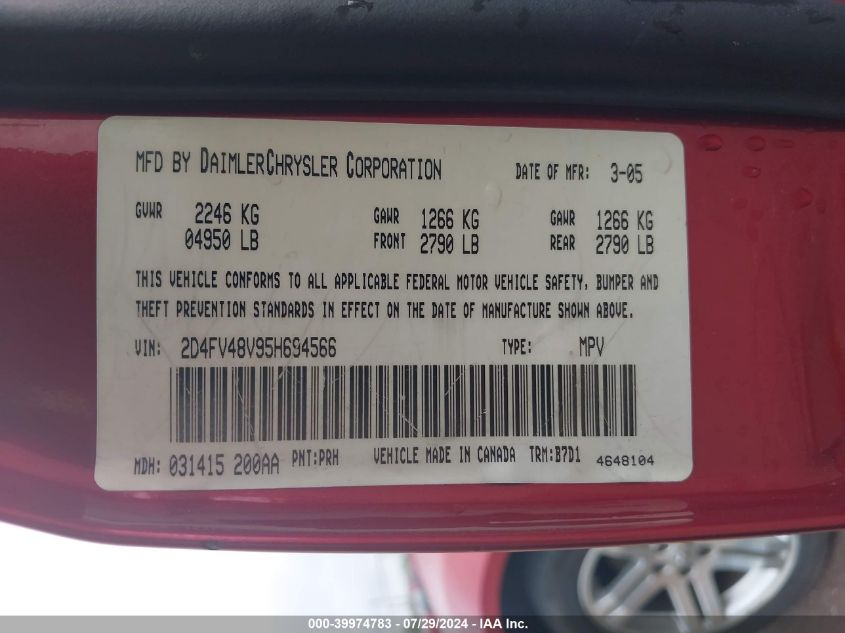 MFD BY DAIMLERCHRYSLER CORPORATION DATE OF MFR: 3-05
GVWR 2246 KG GAWR 1266 KG GAWR 1266 KG
04950 LB FRONT 2790 LB REAR 2790 LB
THIS VEHICLE CONFORMS TO ALL APPLICABLE FEDERAL MOTOR VEHICLE SAFETY, BUMPER AND
THEFT PREVENTION STANDARDS IN EFFECT ON THE DATE OF MANUFACTURE SHOWN ABOVE.
VIN: 2D4FV48V95H694566 TYPE: MPV
MDH: 031415 200AA PNT:PRH VEHICLE MADE IN CANADA TRM:B7D1 4648104
000-39974783 - 07/29/2024 - IAA Inc.